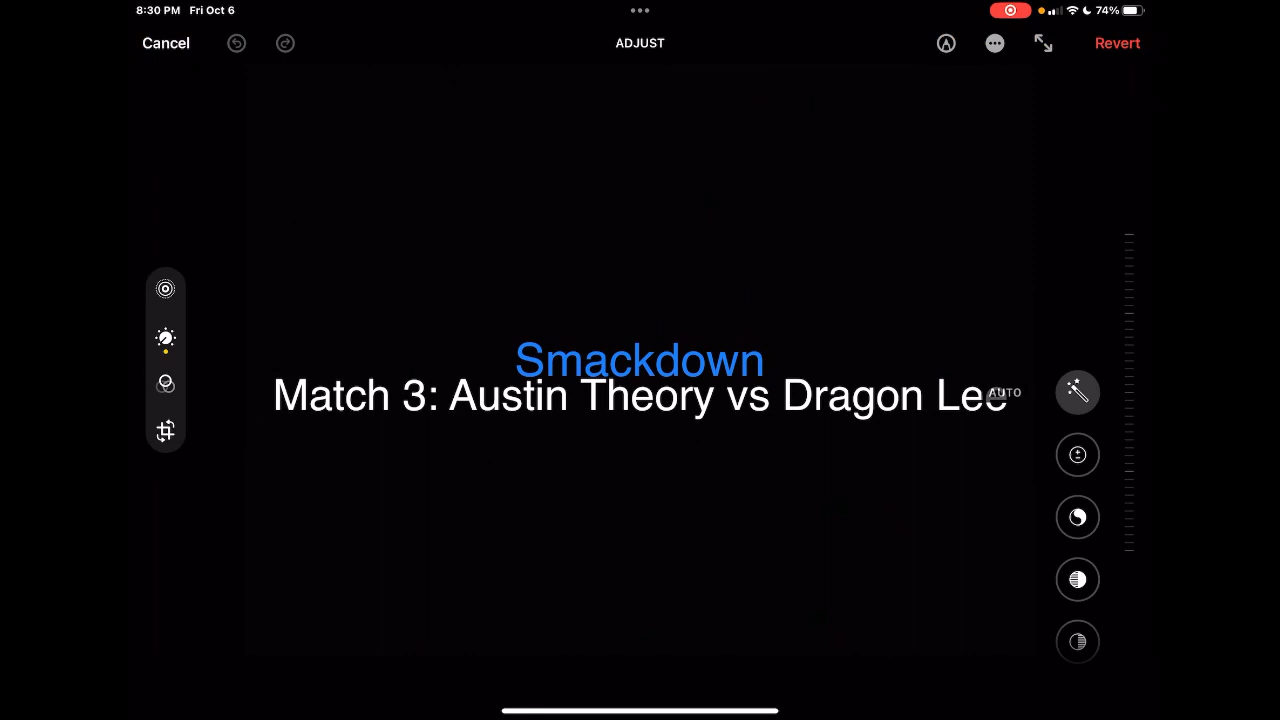 8:30 PM Fri Oct 6
74%
Cancel
ADJUST
Revert
Smackdown
Match 3: Austin Theory vs Dragon Lee
AUTO